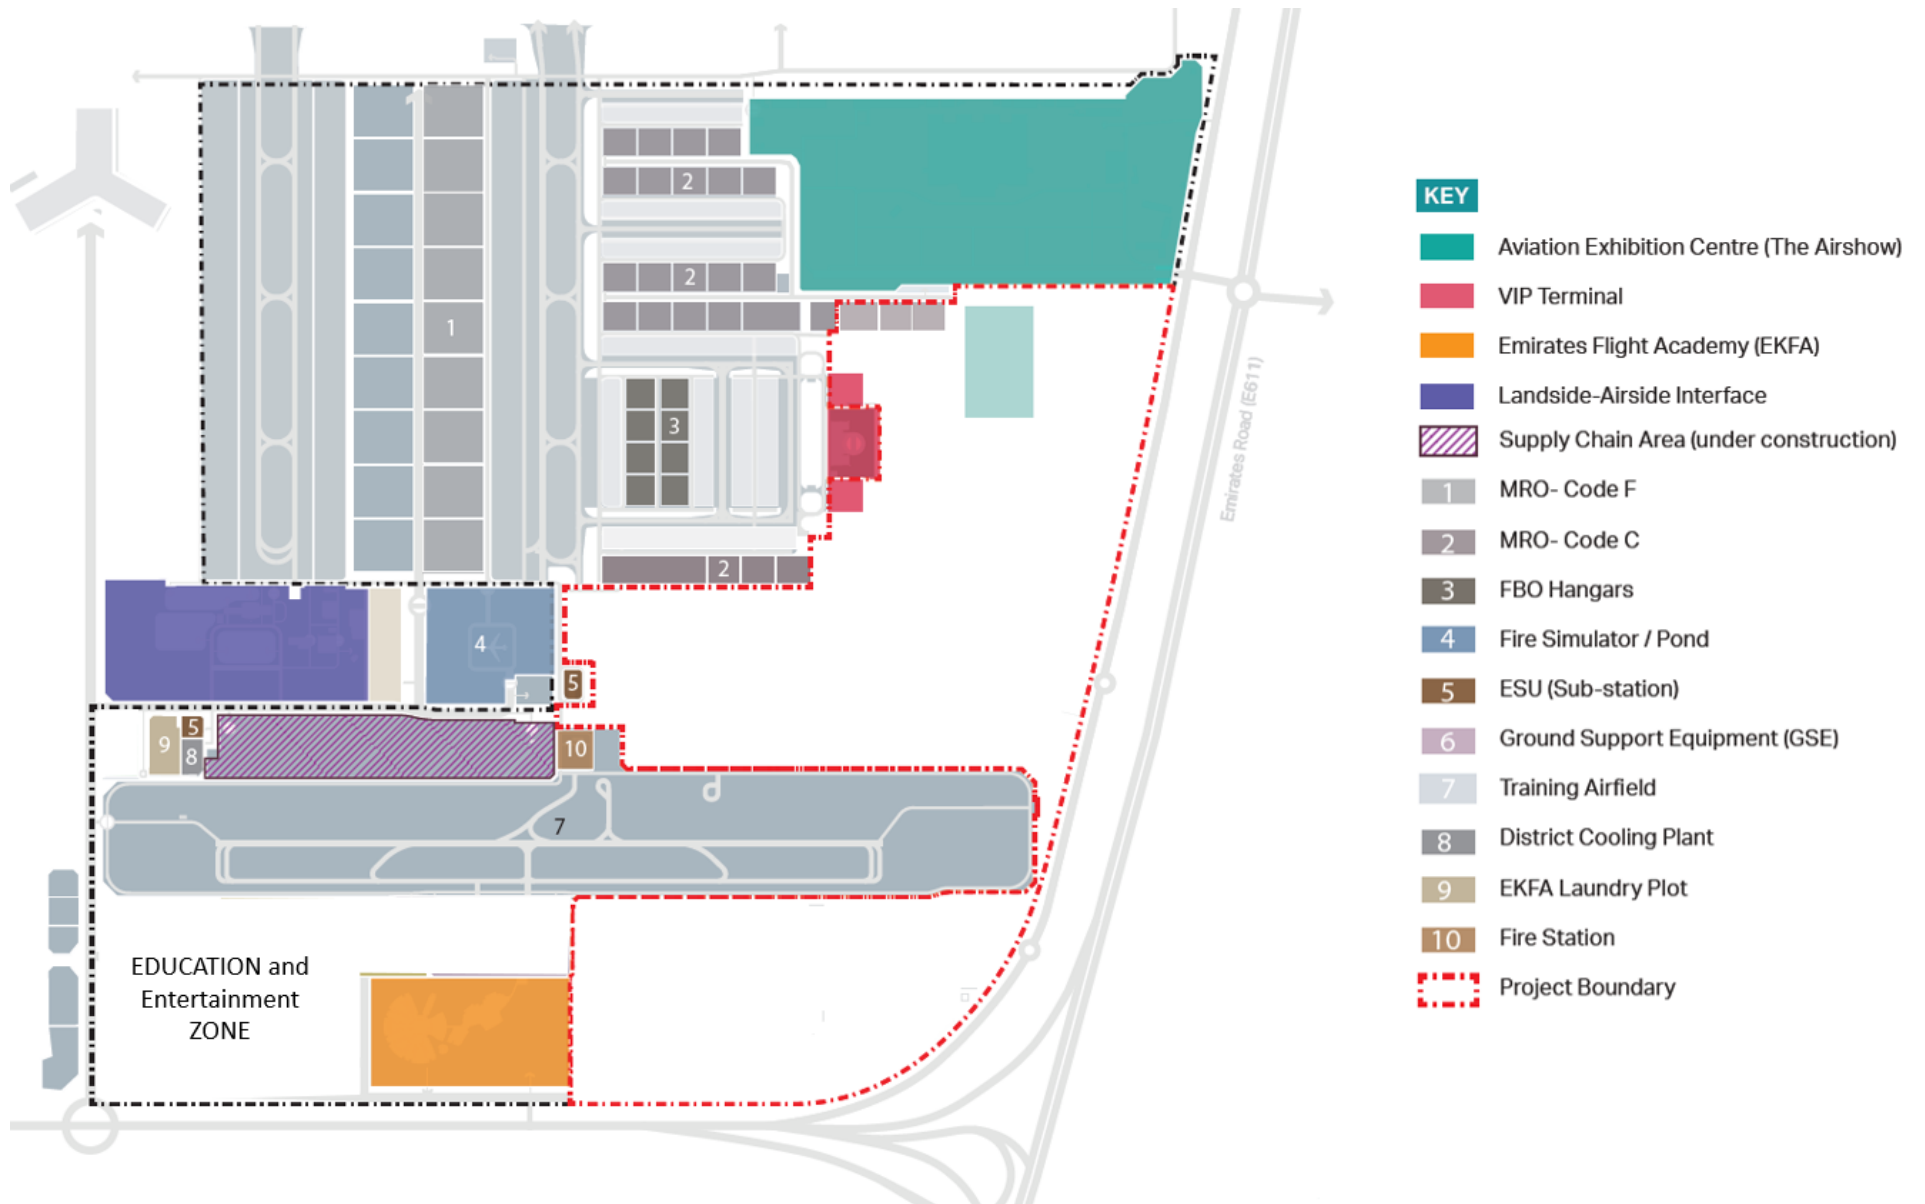 KEY
Aviation Exhibition Centre (The Airshow)
VIP Terminal
Emirates Flight Academy (EKFA)
Landside-Airside Interface
Supply Chain Area (under construction)
1 MRO- Code F
2 MRO- Code C
3 FBO Hangars
4 Fire Simulator / Pond
5 ESU (Sub-station)
6 Ground Support Equipment (GSE)
7 Training Airfield
8 District Cooling Plant
9 EKFA Laundry Plot
10 Fire Station
Project Boundary
2
2
1
3
2
4
5
5
9
8
10
7
Emirates Road (E611)
EDUCATION and
Entertainment
ZONE